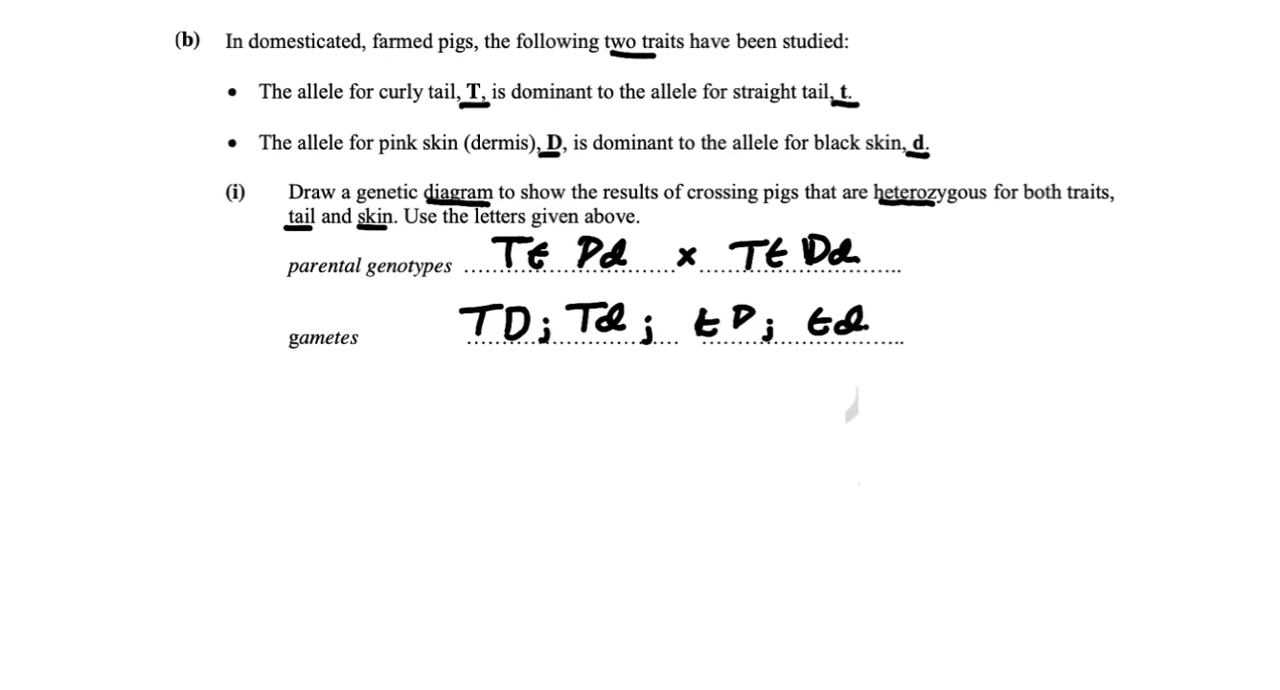 (b) In domesticated, farmed pigs, the following two traits have been studied:
• The allele for curly tail, T, is dominant to the allele for straight tail, t.
• The allele for pink skin (dermis), D, is dominant to the allele for black skin, d.
(i) Draw a genetic diagram to show the results of crossing pigs that are heterozygous for both traits,
tail and skin. Use the letters given above.
parental genotypes Tt Dd x Tt Dd
gametes TD; Td; tD; td.